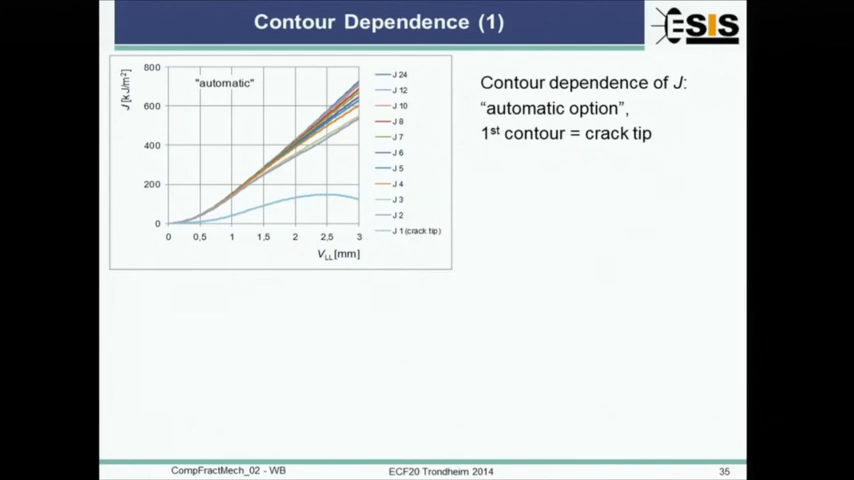 Contour Dependence (1)
ESIS
800
600
400
200
0
J [kJ/m²]
"automatic"
0
0,5
1
1,5
2
2,5
3
V_LL [mm]
J 24
J 12
J 10
J 8
J 7
J 6
J 5
J 4
J 3
J 2
J 1 (crack tip)
Contour dependence of J:
“automatic option”,
1st contour = crack tip
CompFractMech_02 - WB
ECF20 Trondheim 2014
35